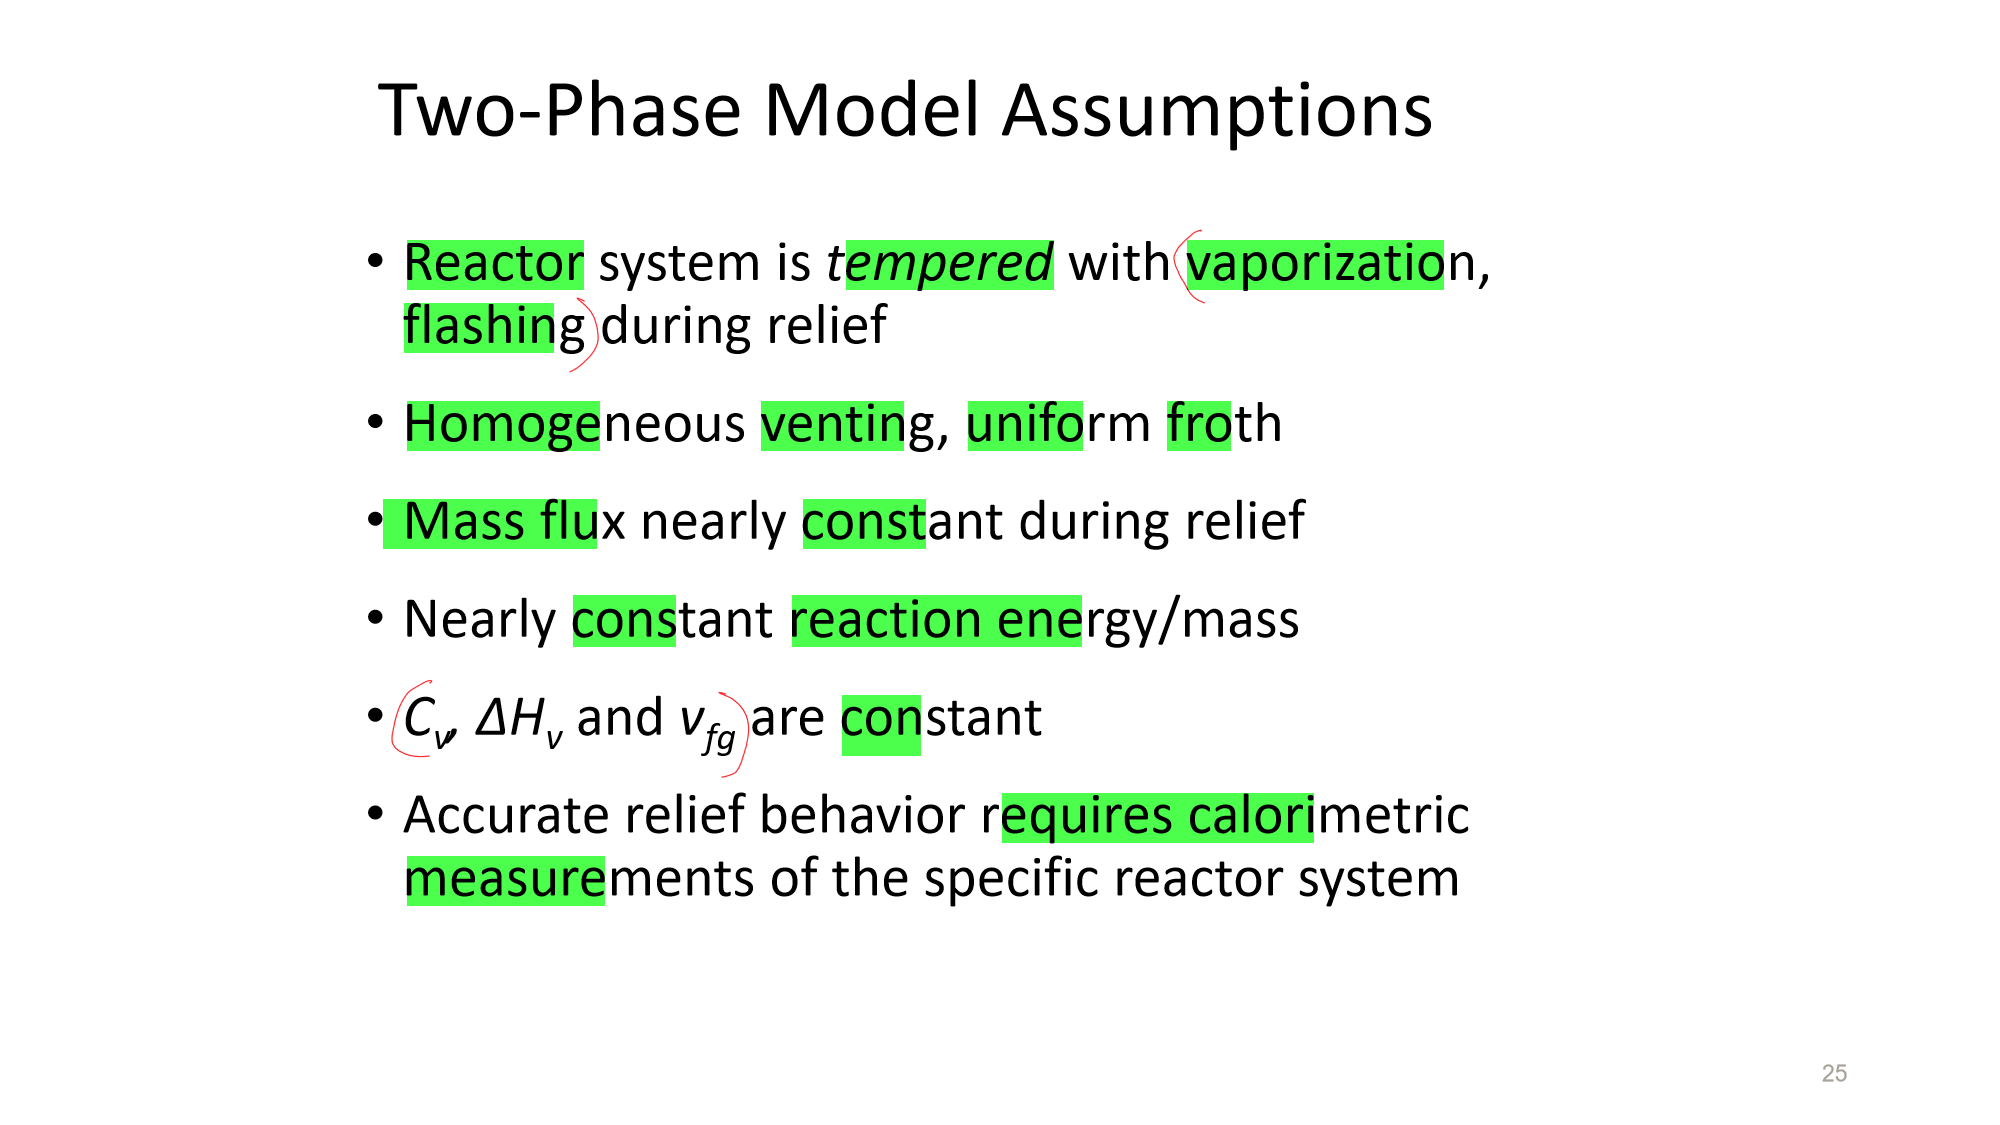 Two-Phase Model Assumptions
• Reactor system is tempered with vaporization,
flashing during relief
• Homogeneous venting, uniform froth
• Mass flux nearly constant during relief
• Nearly constant reaction energy/mass
• Cv, ΔHv and vfg are constant
• Accurate relief behavior requires calorimetric
measurements of the specific reactor system
25